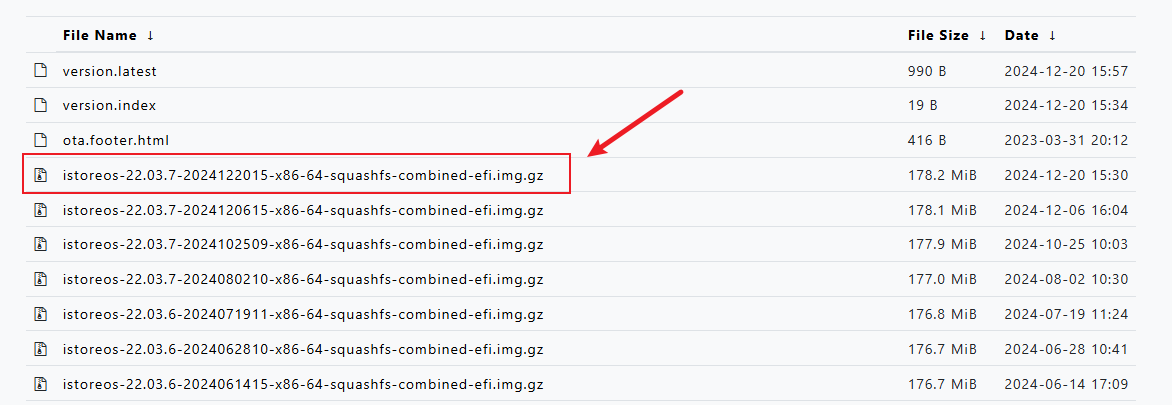 File Name ↓ File Size ↓ Date ↓
version.latest 990 B 2024-12-20 15:57
version.index 19 B 2024-12-20 15:34
ota.footer.html 416 B 2023-03-31 20:12
istoreos-22.03.7-2024122015-x86-64-squashfs-combined-efi.img.gz 178.2 MiB 2024-12-20 15:30
istoreos-22.03.7-2024120615-x86-64-squashfs-combined-efi.img.gz 178.1 MiB 2024-12-06 16:04
istoreos-22.03.7-2024102509-x86-64-squashfs-combined-efi.img.gz 177.9 MiB 2024-10-25 10:03
istoreos-22.03.7-2024080210-x86-64-squashfs-combined-efi.img.gz 177.0 MiB 2024-08-02 10:30
istoreos-22.03.6-2024071911-x86-64-squashfs-combined-efi.img.gz 176.8 MiB 2024-07-19 11:24
istoreos-22.03.6-2024062810-x86-64-squashfs-combined-efi.img.gz 176.7 MiB 2024-06-28 10:41
istoreos-22.03.6-2024061415-x86-64-squashfs-combined-efi.img.gz 176.7 MiB 2024-06-14 17:09